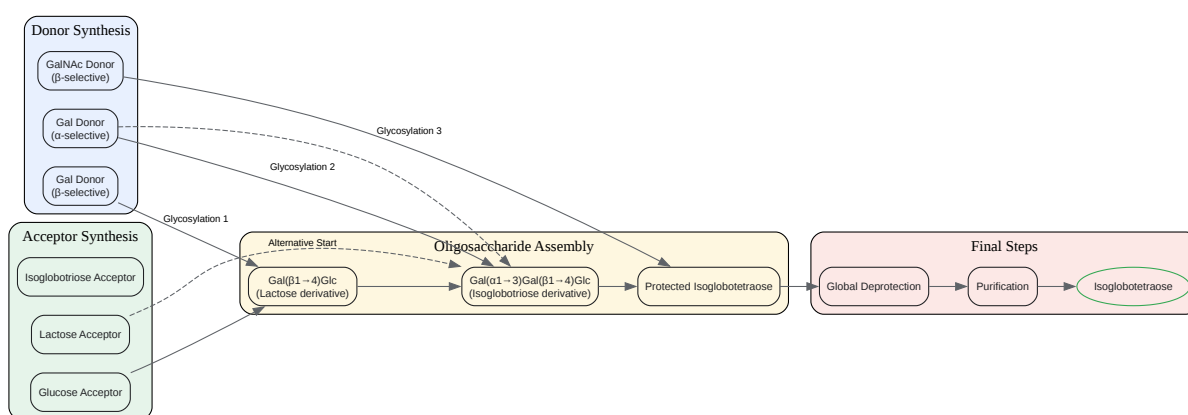 Donor Synthesis
GalNAc Donor
(β-selective)
Gal Donor
(α-selective)
Gal Donor
(β-selective)
Glycosylation 3
Glycosylation 2
Glycosylation 1
Acceptor Synthesis
Isoglobotriose Acceptor
Lactose Acceptor
Glucose Acceptor
Alternative Start
Oligosaccharide Assembly
Gal(β1→4)Glc
(Lactose derivative)
Gal(α1→3)Gal(β1→4)Glc
(Isoglobotriose derivative)
Protected Isoglobotetraose
Final Steps
Global Deprotection
Purification
Isoglobotetraose